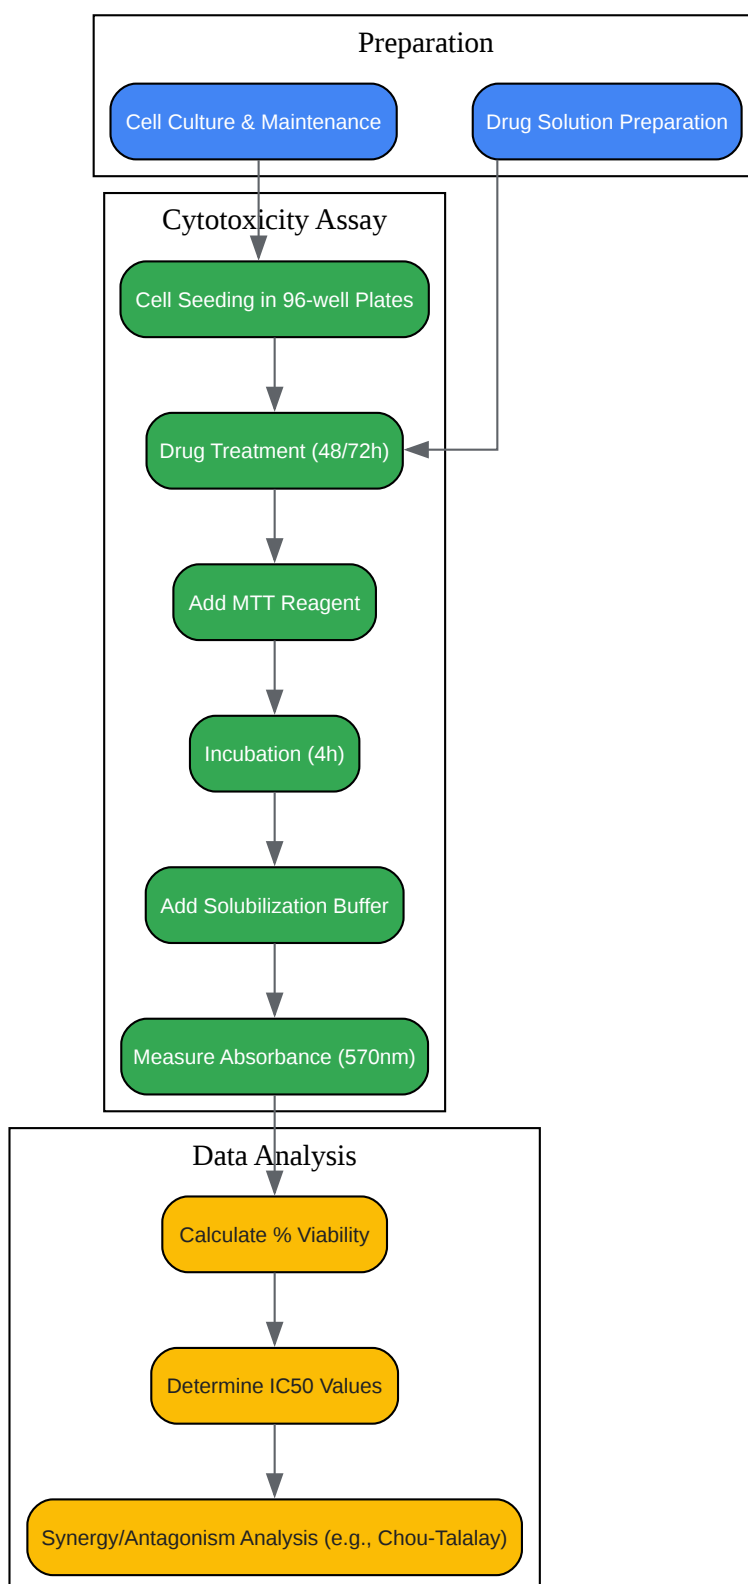 Preparation
Cell Culture & Maintenance
Drug Solution Preparation
Cytotoxicity Assay
Cell Seeding in 96-well Plates
Drug Treatment (48/72h)
Add MTT Reagent
Incubation (4h)
Add Solubilization Buffer
Measure Absorbance (570nm)
Data Analysis
Calculate % Viability
Determine IC50 Values
Synergy/Antagonism Analysis (e.g., Chou-Talalay)